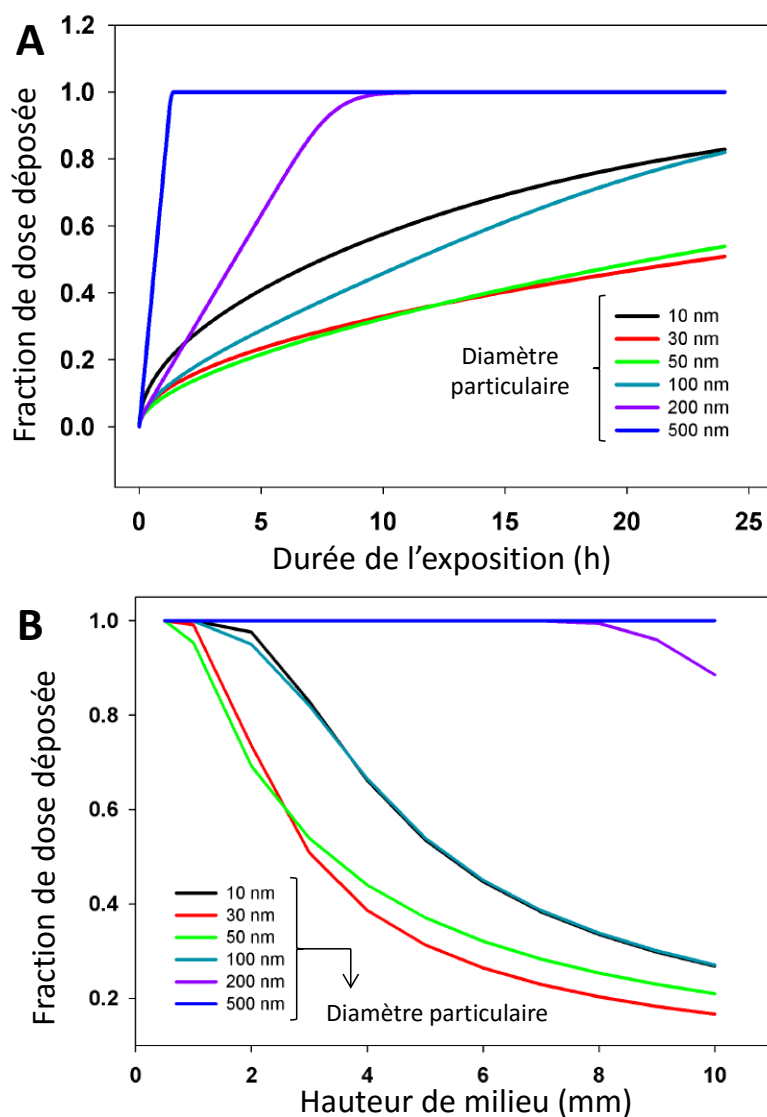 A
1.2
1.0
0.8
0.6
0.4
0.2
0.0
Fraction de dose déposée
Diamètre
particulaire
10 nm
30 nm
50 nm
100 nm
200 nm
500 nm
0 5 10 15 20 25
Durée de l’exposition (h)
B
1.0
0.8
0.6
0.4
0.2
Fraction de dose déposée
10 nm
30 nm
50 nm
100 nm
200 nm
500 nm
Diamètre particulaire
0 2 4 6 8 10
Hauteur de milieu (mm)